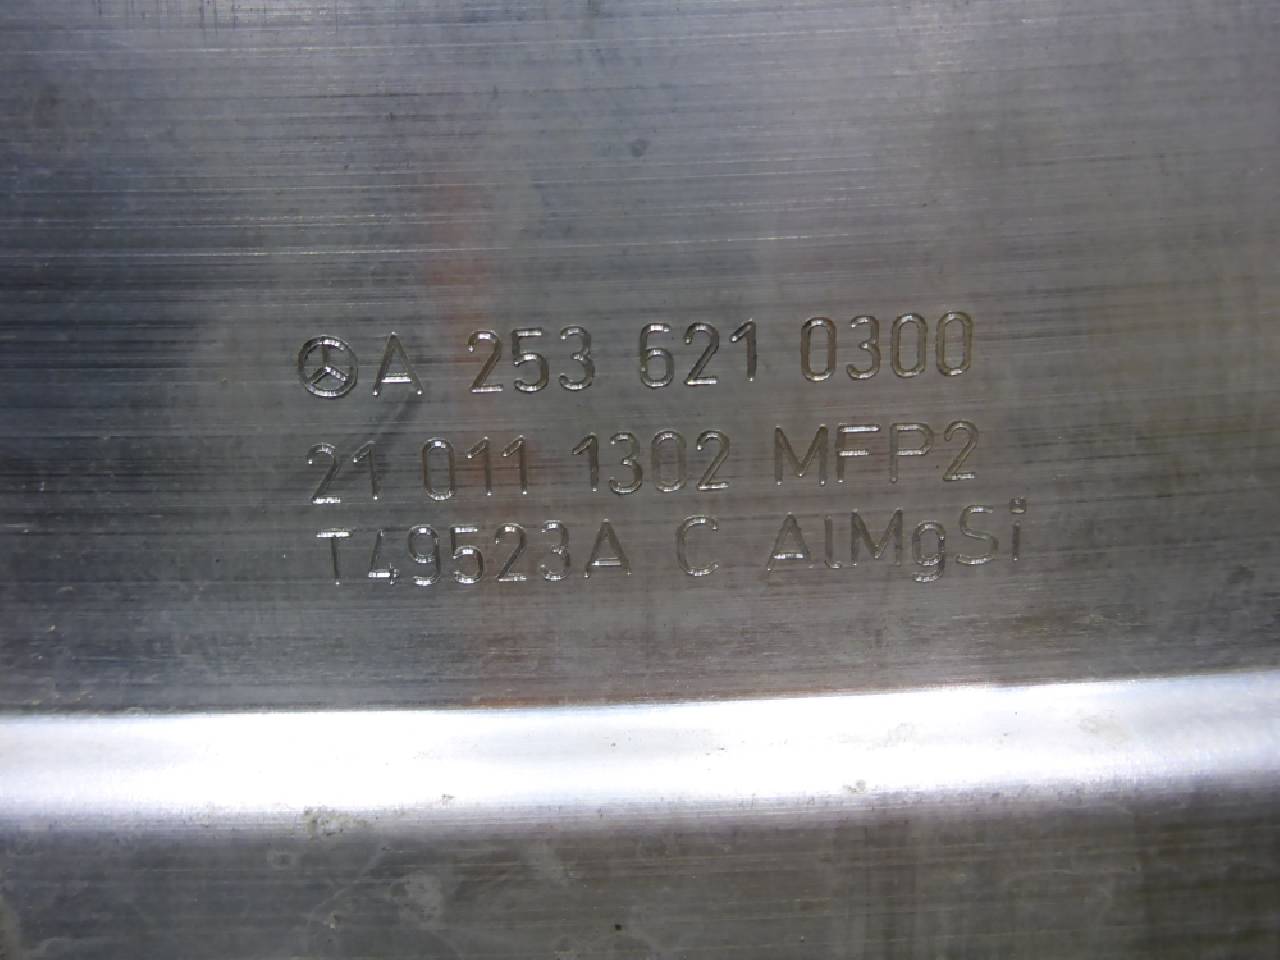 A 253 621 0300
21 011 1302 MFP2
T49523A C AlMgSi